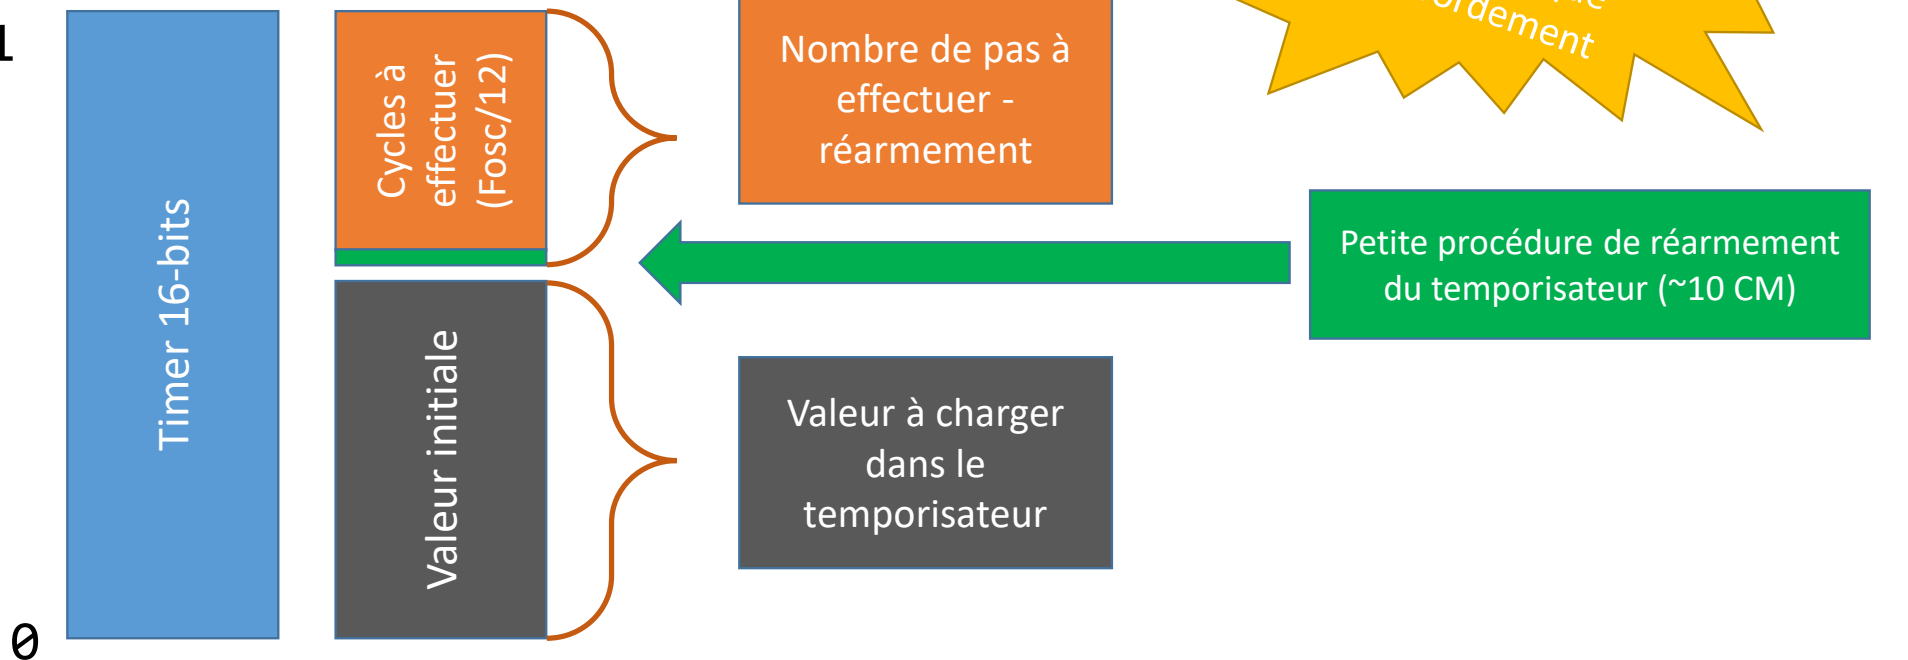 1
Timer 16-bits
0
Cycles à
effectuer
(Fosc/12)
Valeur initiale
Nombre de pas à
effectuer -
réarmement
Valeur à charger
dans le
temporisateur
Petite procédure de réarmement
du temporisateur (~10 CM)